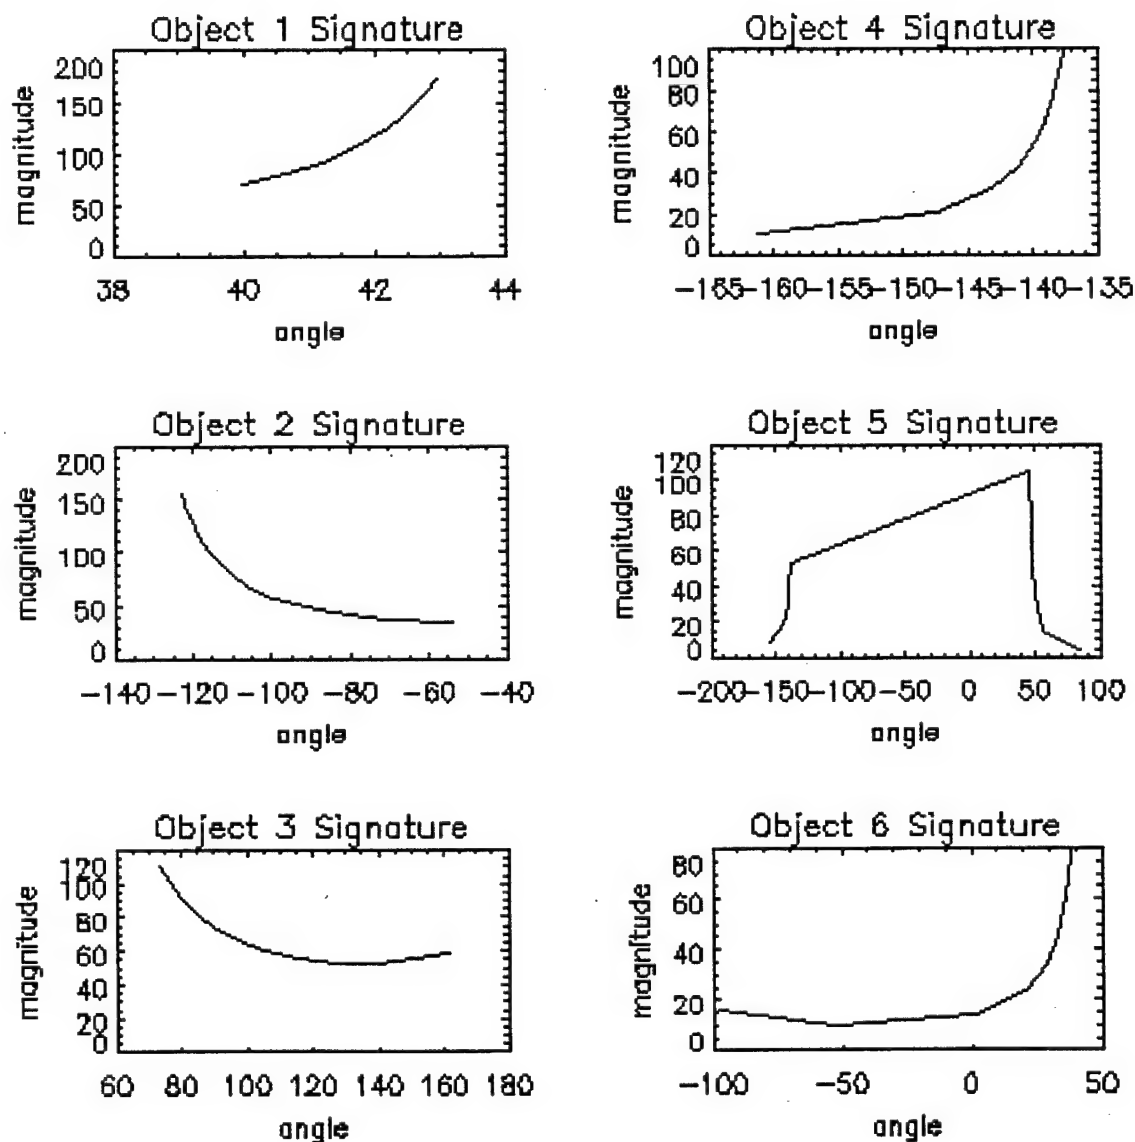 Object 1 Signature
magnitude
200
150
100
50
0
38 40 42 44
angle
Object 4 Signature
magnitude
100
80
60
40
20
0
-165 -160 -155 -150 -145 -140 -135
angle
Object 2 Signature
magnitude
200
150
100
50
0
-140 -120 -100 -80 -60 -40
angle
Object 5 Signature
magnitude
120
100
80
60
40
20
0
-200 -150 -100 -50 0 50 100
angle
Object 3 Signature
magnitude
120
100
80
60
40
20
0
60 80 100 120 140 160 180
angle
Object 6 Signature
magnitude
80
60
40
20
0
-100 -50 0 50
angle